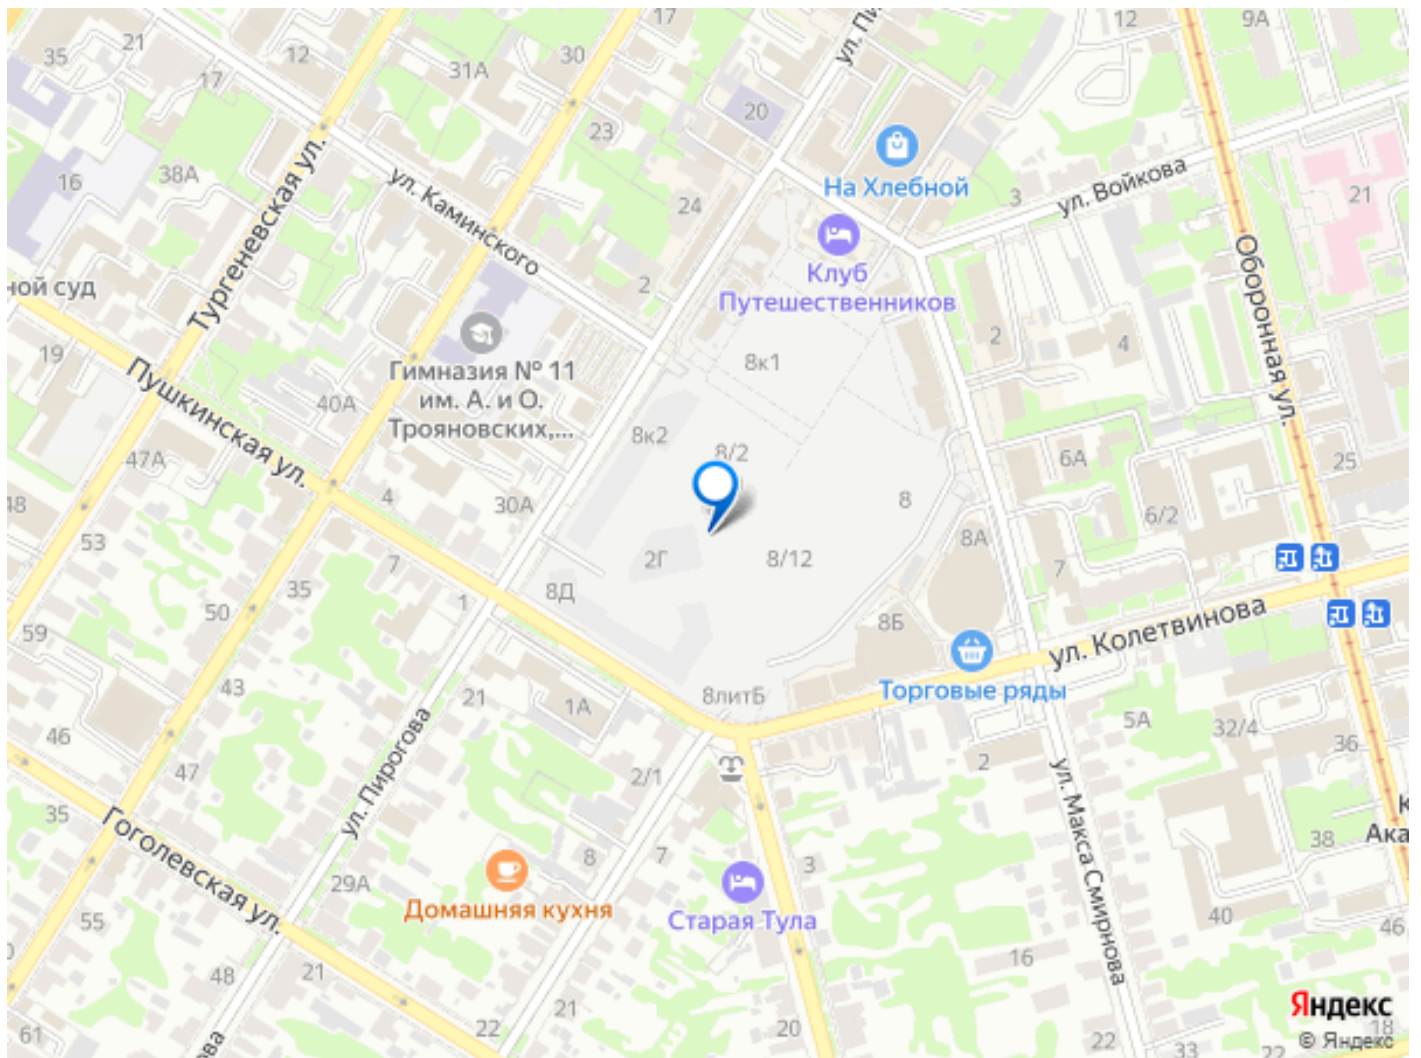 17
12
9А
21
35
12
30
ул. Пи
17
31А
20
23
16
38А
Тургеневская ул.
ул. Каминского
24
На Хлебной
3
ул. Войкова
21
ной суд
2
Клуб
Путешественников
Оборонная ул.
2
4
19
Гимназия № 11
им. А. и О.
Трояновских,...
8к1
Пушкинская ул.
40А
8к2
8/2
6А
25
47А
4
30А
8
6/2
48
53
7
2Г
8/12
8А
7
35
8Д
50
1
8Б
ул. Колетвинова
59
43
21
8литБ
Торговые ряды
1А
5А
32/4
36
46
47
ул. Пирогова
2/1
2
ул. Макса Смирнова
35
Гоголевская ул.
8
7
3
38
К
Ака
29А
Домашняя кухня
Старая Тула
40
46
55
48
21
16
21
22
20
22
33
22
18
61
ова
Яндекс
© Яндекс